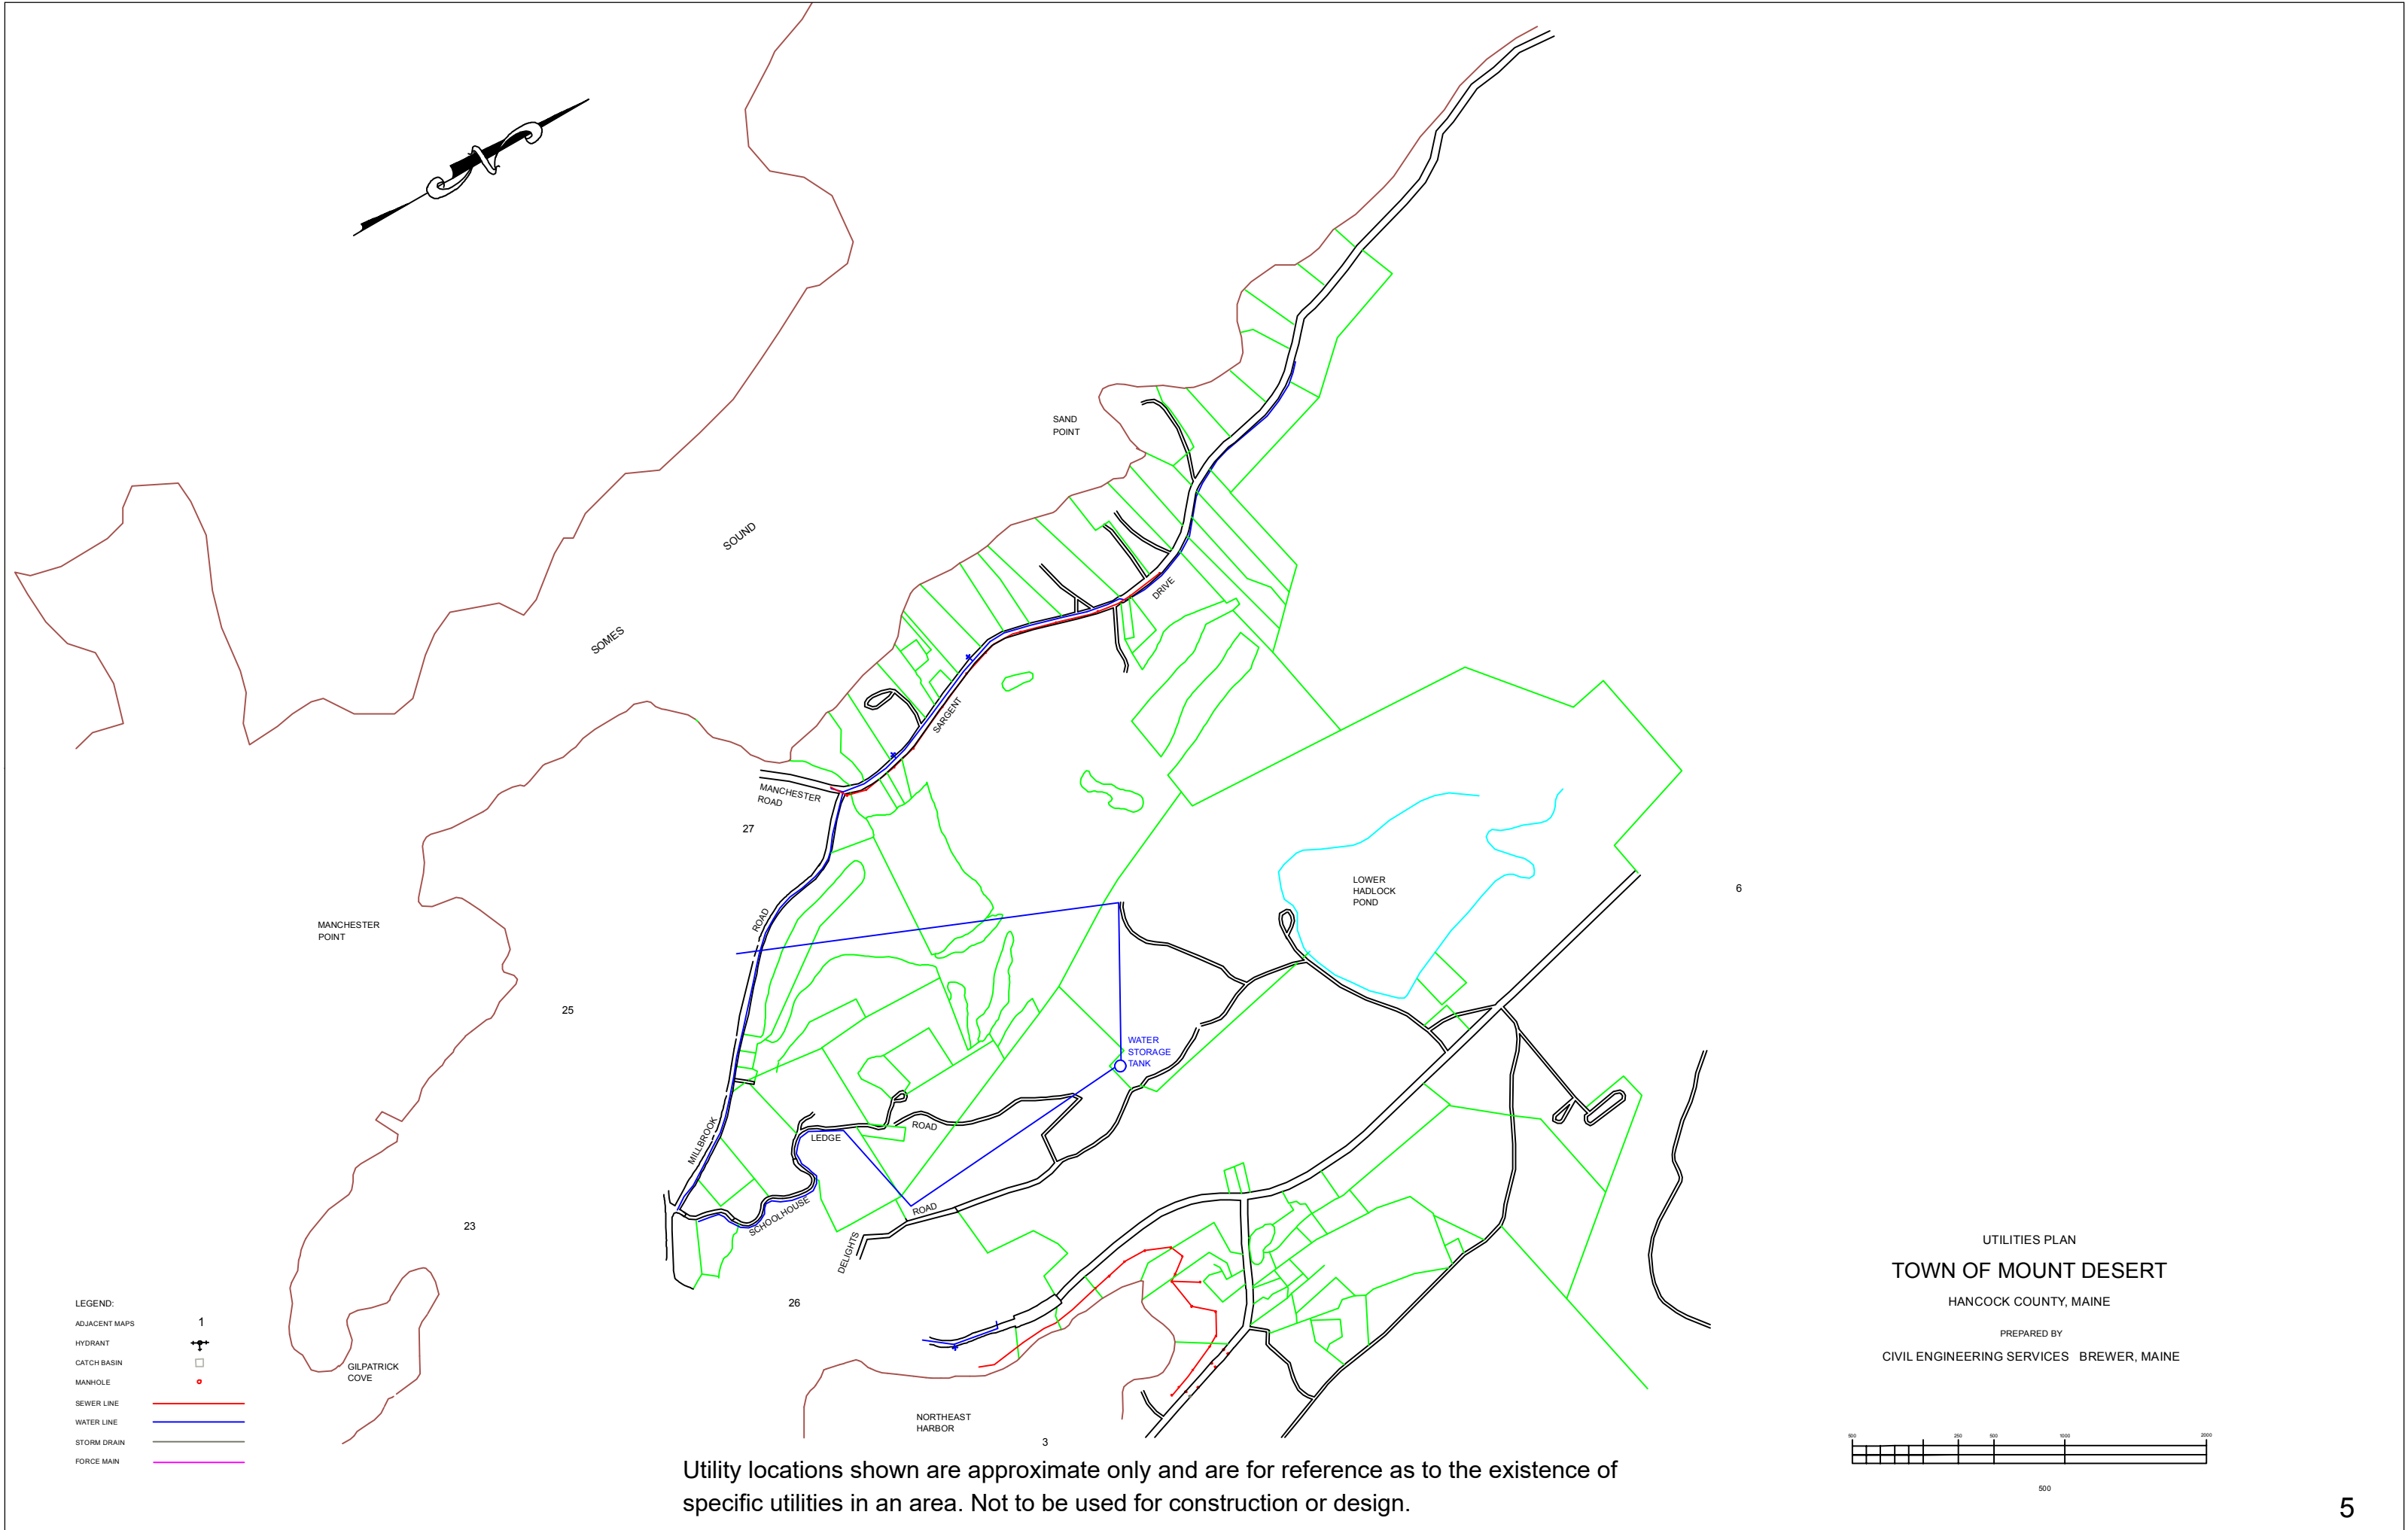 N
SAND
POINT
SOUND
SOMES
DRIVE
SARGENT
MANCHESTER
ROAD
27
LOWER
HADLOCK
POND
6
ROAD
MANCHESTER
POINT
25
WATER
STORAGE
TANK
MILLBROOK
LEDGE
ROAD
SCHOOLHOUSE
ROAD
DELIGHTS
23
26
GILPATRICK
COVE
NORTHEAST
HARBOR
3
LEGEND:
ADJACENT MAPS 1
HYDRANT
CATCH BASIN
MANHOLE
SEWER LINE
WATER LINE
STORM DRAIN
FORCE MAIN
UTILITIES PLAN
TOWN OF MOUNT DESERT
HANCOCK COUNTY, MAINE
PREPARED BY
CIVIL ENGINEERING SERVICES BREWER, MAINE
500 250 500 1000 2000
500
Utility locations shown are approximate only and are for reference as to the existence of
specific utilities in an area. Not to be used for construction or design.
5